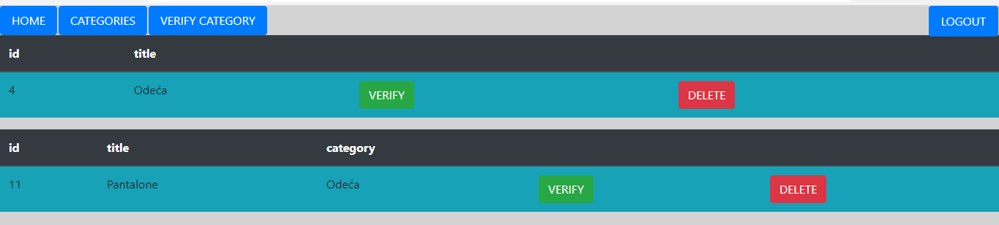 HOME CATEGORIES VERIFY CATEGORY LOGOUT
id title
4 Odeća VERIFY DELETE
id title category
11 Pantalone Odeća VERIFY DELETE